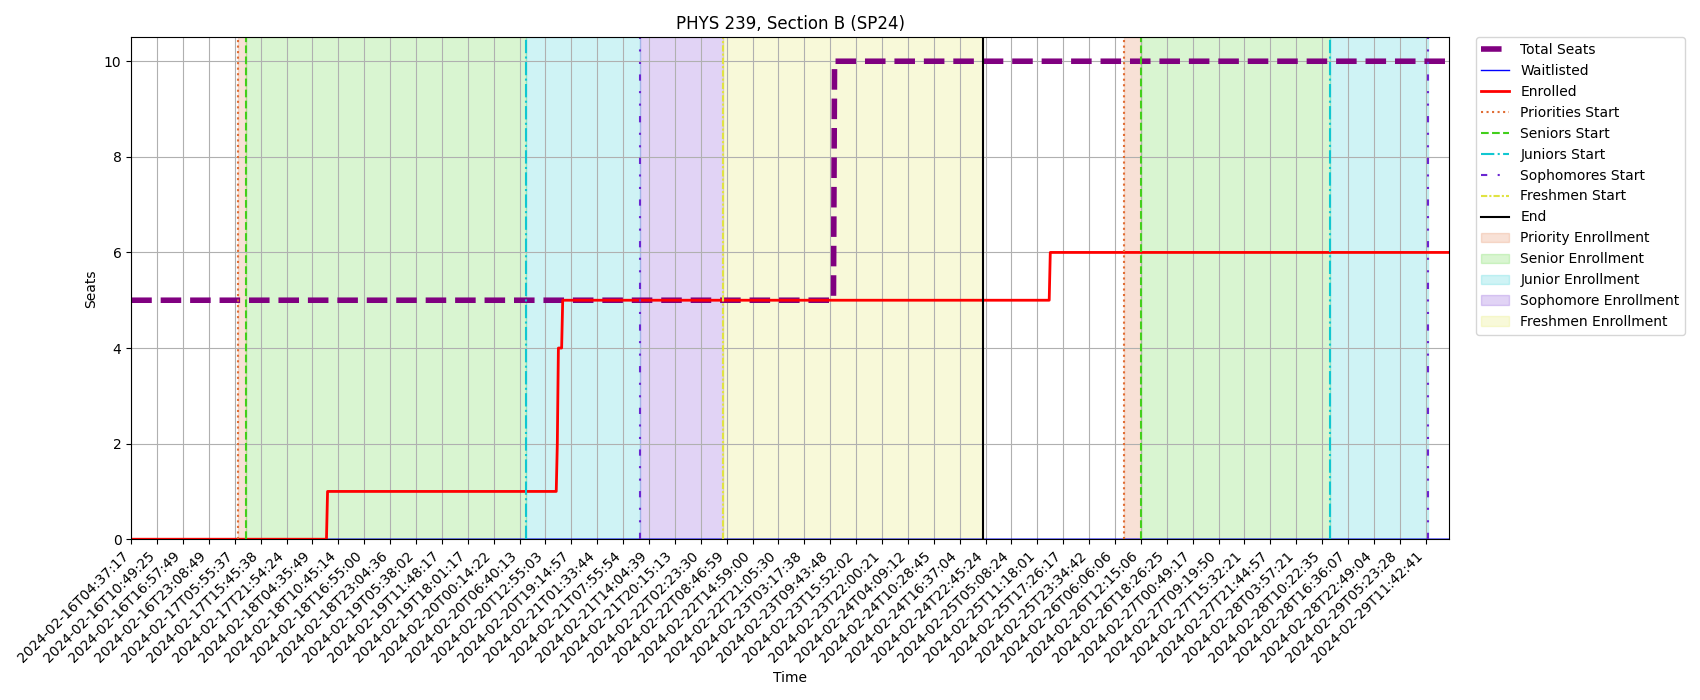 PHYS 239, Section B (SP24)
Seats
10
8
6
4
2
0
2024-02-16T04:37:17
2024-02-16T10:49:25
2024-02-16T16:57:49
2024-02-16T23:08:49
2024-02-17T05:55:37
2024-02-17T15:45:38
2024-02-17T21:54:24
2024-02-18T04:35:49
2024-02-18T10:45:14
2024-02-18T16:55:00
2024-02-18T23:04:36
2024-02-19T05:38:02
2024-02-19T11:48:17
2024-02-19T18:01:17
2024-02-20T00:14:22
2024-02-20T06:40:13
2024-02-20T12:55:03
2024-02-20T19:14:57
2024-02-21T01:33:44
2024-02-21T07:55:54
2024-02-21T14:04:39
2024-02-21T20:15:13
2024-02-22T02:23:30
2024-02-22T08:46:59
2024-02-22T14:59:00
2024-02-22T21:05:30
2024-02-23T03:17:38
2024-02-23T09:43:48
2024-02-23T15:52:02
2024-02-23T22:00:21
2024-02-24T04:09:12
2024-02-24T10:28:45
2024-02-24T16:37:04
2024-02-24T22:45:24
2024-02-25T05:08:24
2024-02-25T11:18:01
2024-02-25T17:26:17
2024-02-25T23:34:42
2024-02-26T06:06:06
2024-02-26T12:15:06
2024-02-26T18:26:25
2024-02-27T00:49:17
2024-02-27T09:19:50
2024-02-27T15:32:21
2024-02-27T21:44:57
2024-02-28T03:57:21
2024-02-28T10:22:35
2024-02-28T16:36:07
2024-02-28T22:49:04
2024-02-29T05:23:28
2024-02-29T11:42:41
Time
Total Seats
Waitlisted
Enrolled
Priorities Start
Seniors Start
Juniors Start
Sophomores Start
Freshmen Start
End
Priority Enrollment
Senior Enrollment
Junior Enrollment
Sophomore Enrollment
Freshmen Enrollment